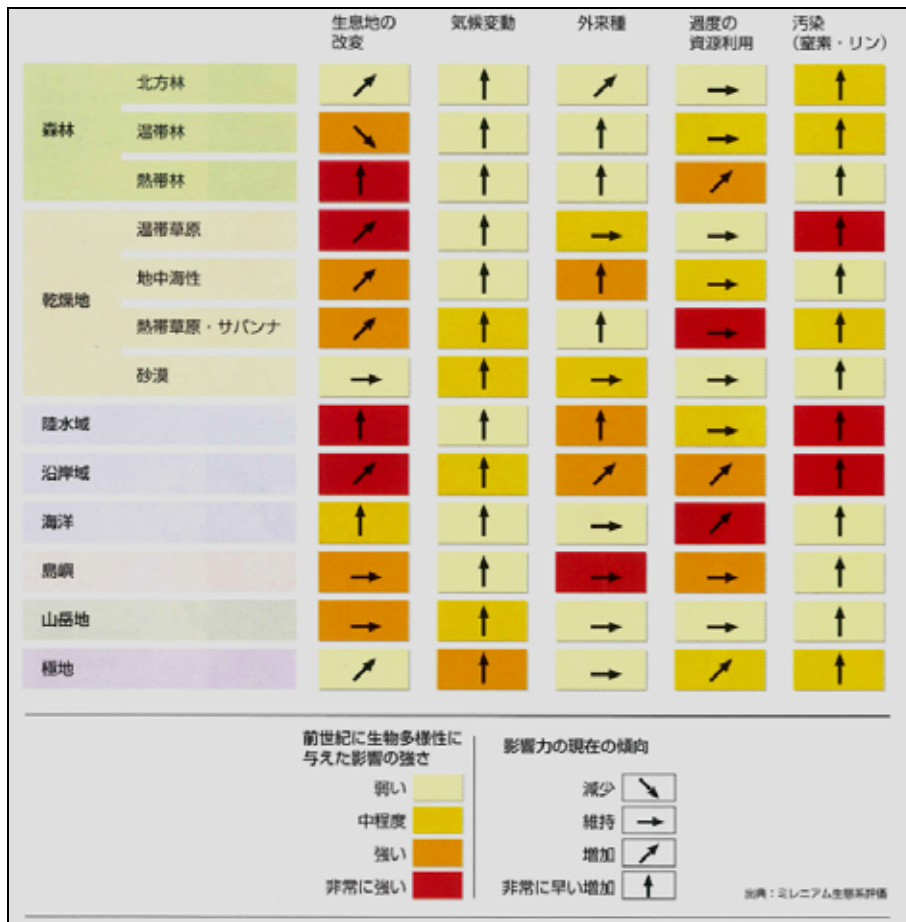 生息地の
改変
気候変動
外来種
過度の
資源利用
汚染
(窒素・リン)
森林
北方林
温帯林
熱帯林
乾燥地
温帯草原
地中海性
熱帯草原・サバンナ
砂漠
陸水域
沿岸域
海洋
島嶼
山岳地
極地
前世紀に生物多様性に
与えた影響の強さ
弱い
中程度
強い
非常に強い
影響力の現在の傾向
減少
維持
増加
非常に早い増加
出典：ミレニアム生態系評価